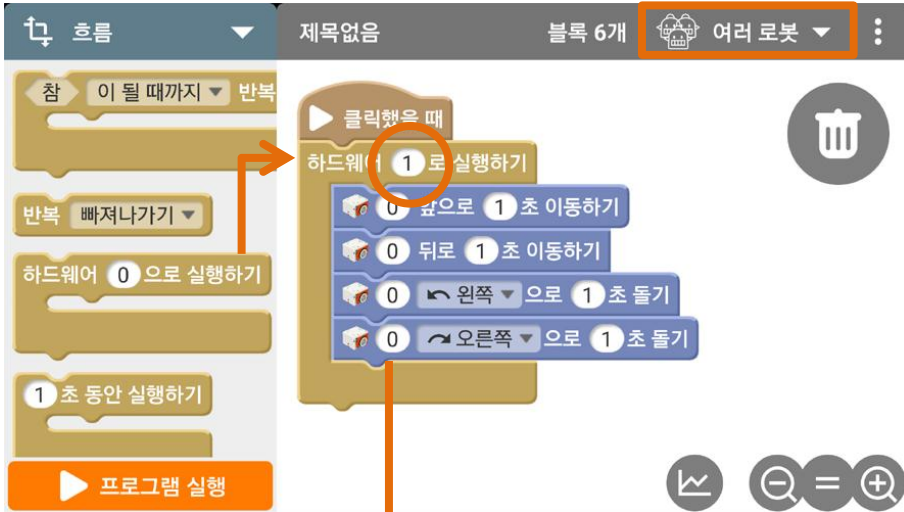 흐름
제목없음
블록 6개
여러 로봇
참 이 될 때까지 반복
반복 빠져나가기
하드웨어 0 으로 실행하기
1 초 동안 실행하기
프로그램 실행
클릭했을 때
하드웨어 1 로 실행하기
0 앞으로 1 초 이동하기
0 뒤로 1 초 이동하기
0 왼쪽 으로 1 초 돌기
0 오른쪽 으로 1 초 돌기